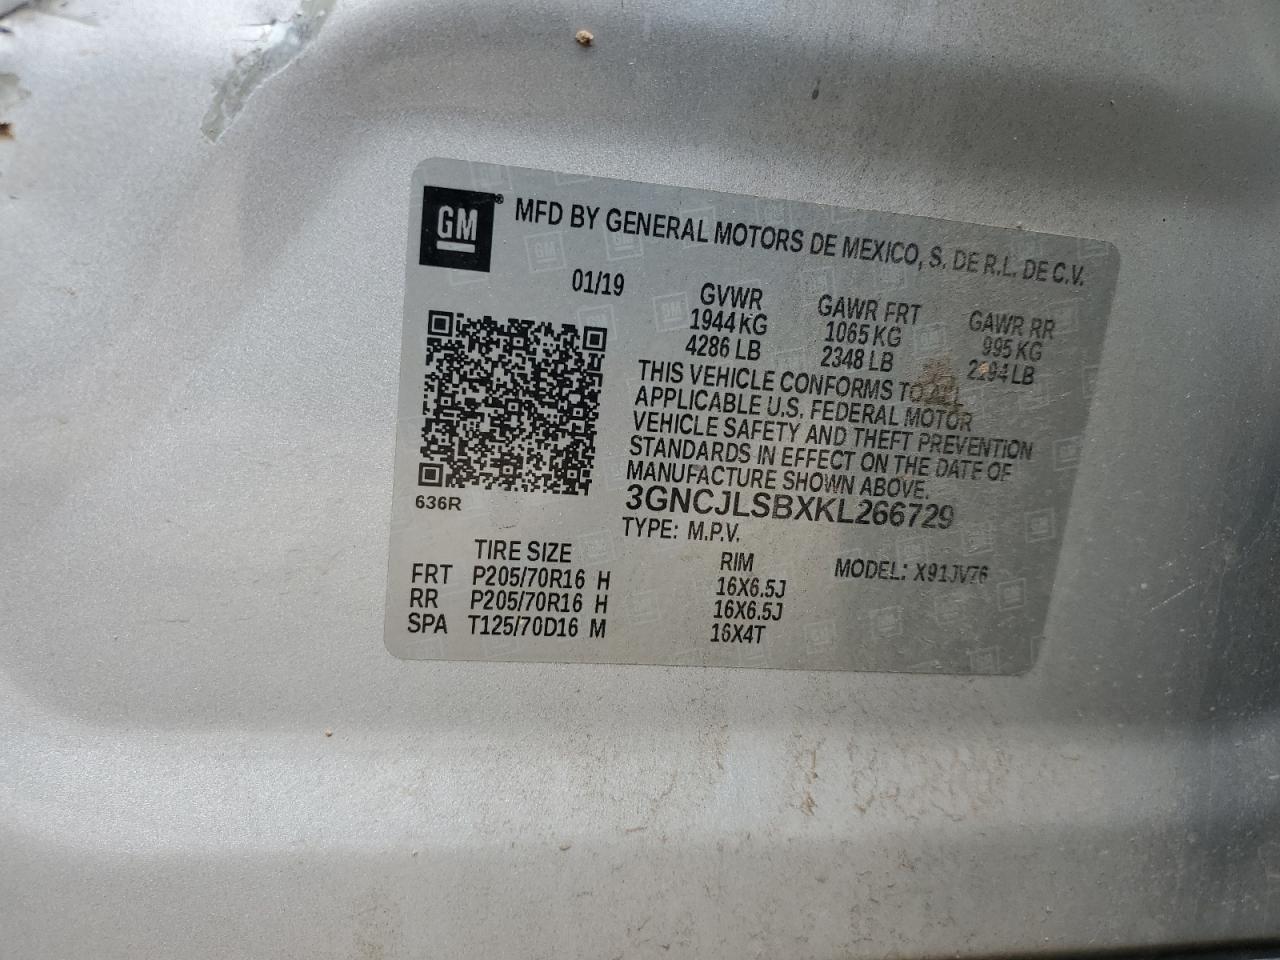 GM ® MFD BY GENERAL MOTORS DE MEXICO, S. DE R.L. DE C.V.
01/19 GVWR GAWR FRT GAWR RR
1944 KG 1065 KG 995 KG
4286 LB 2348 LB 2194 LB
THIS VEHICLE CONFORMS TO ALL
APPLICABLE U.S. FEDERAL MOTOR
VEHICLE SAFETY AND THEFT PREVENTION
STANDARDS IN EFFECT ON THE DATE OF
MANUFACTURE SHOWN ABOVE.
636R 3GNCJLSBXKL266729
TYPE: M.P.V. MODEL: X91JV76
TIRE SIZE RIM
FRT P205/70R16 H 16X6.5J
RR P205/70R16 H 16X6.5J
SPA T125/70D16 M 16X4T